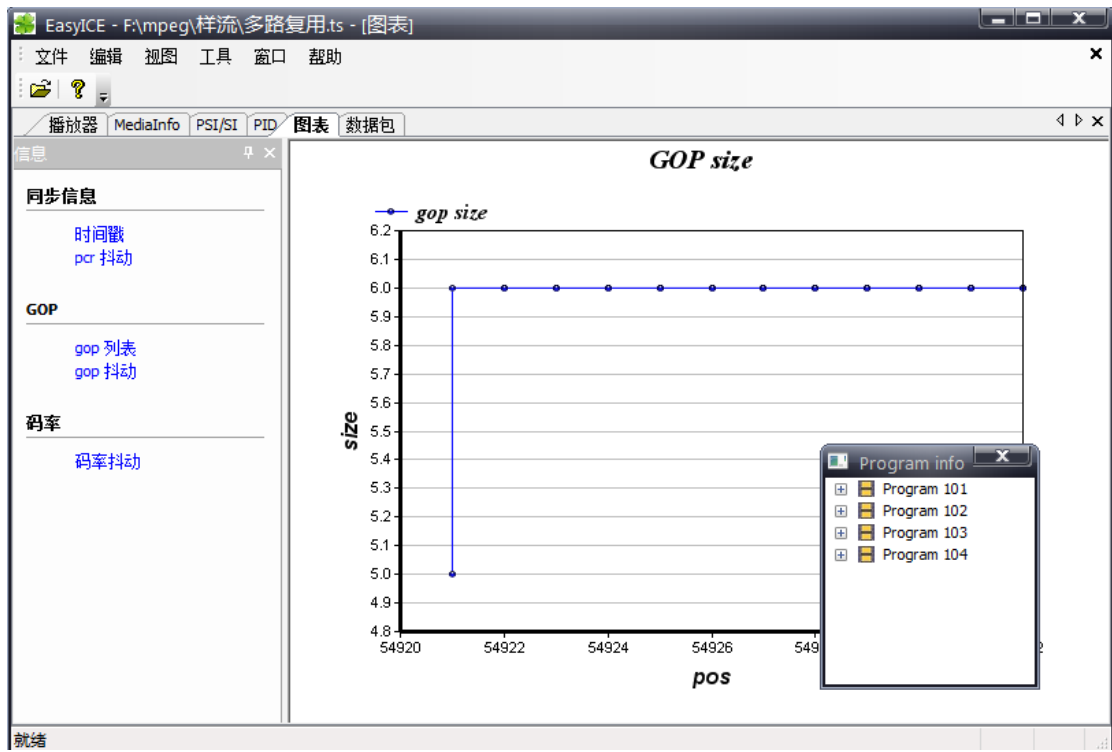 EasyICE - F:\mpeg\样流\多路复用.ts - [图表]
文件 编辑 视图 工具 窗口 帮助
播放器 MediaInfo PSI/SI PID 图表 数据包
信息
同步信息
时间戳
pcr 抖动
GOP
gop 列表
gop 抖动
码率
码率抖动
GOP size
gop size
6.2
6.1
6.0
5.9
5.8
5.7
5.6
5.5
5.4
5.3
5.2
5.1
5.0
4.9
4.8
size
54920 54922 54924 54926
pos
Program info
Program 101
Program 102
Program 103
Program 104
就绪